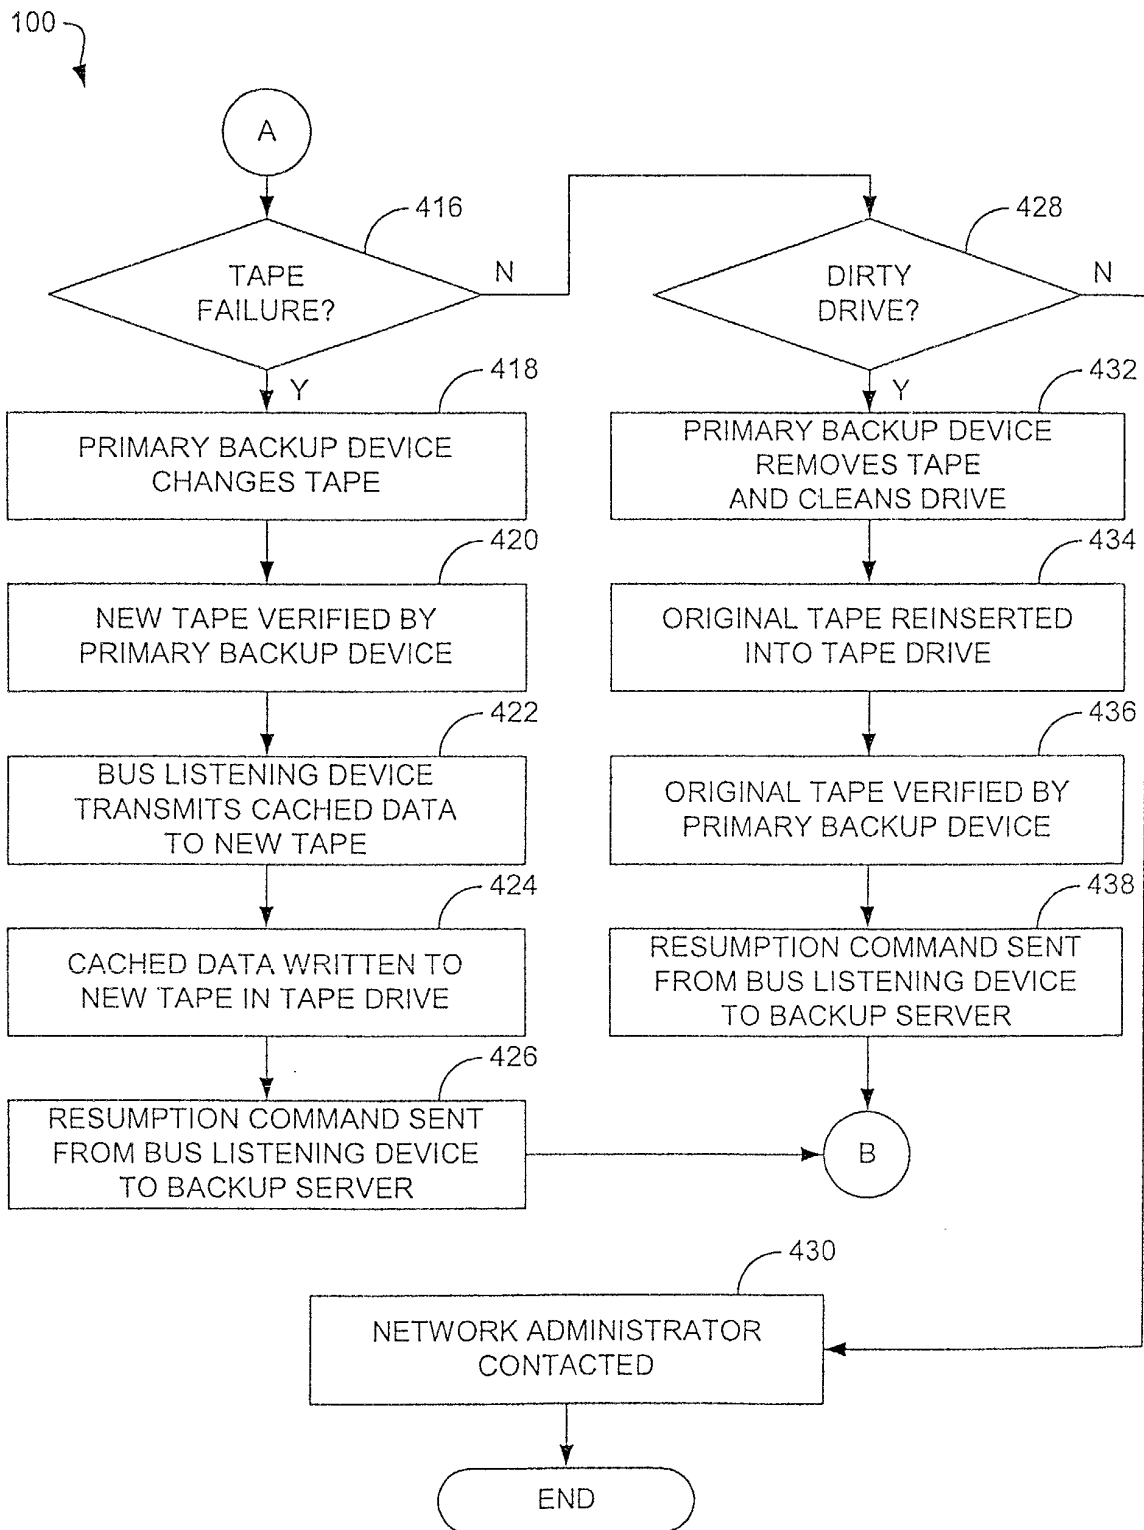 100
A
416
TAPE
FAILURE?
N
Y
428
DIRTY
DRIVE?
N
Y
418
PRIMARY BACKUP DEVICE
CHANGES TAPE
420
NEW TAPE VERIFIED BY
PRIMARY BACKUP DEVICE
422
BUS LISTENING DEVICE
TRANSMITS CACHED DATA
TO NEW TAPE
424
CACHED DATA WRITTEN TO
NEW TAPE IN TAPE DRIVE
426
RESUMPTION COMMAND SENT
FROM BUS LISTENING DEVICE
TO BACKUP SERVER
432
PRIMARY BACKUP DEVICE
REMOVES TAPE
AND CLEANS DRIVE
434
ORIGINAL TAPE REINSERTED
INTO TAPE DRIVE
436
ORIGINAL TAPE VERIFIED BY
PRIMARY BACKUP DEVICE
438
RESUMPTION COMMAND SENT
FROM BUS LISTENING DEVICE
TO BACKUP SERVER
B
430
NETWORK ADMINISTRATOR
CONTACTED
END